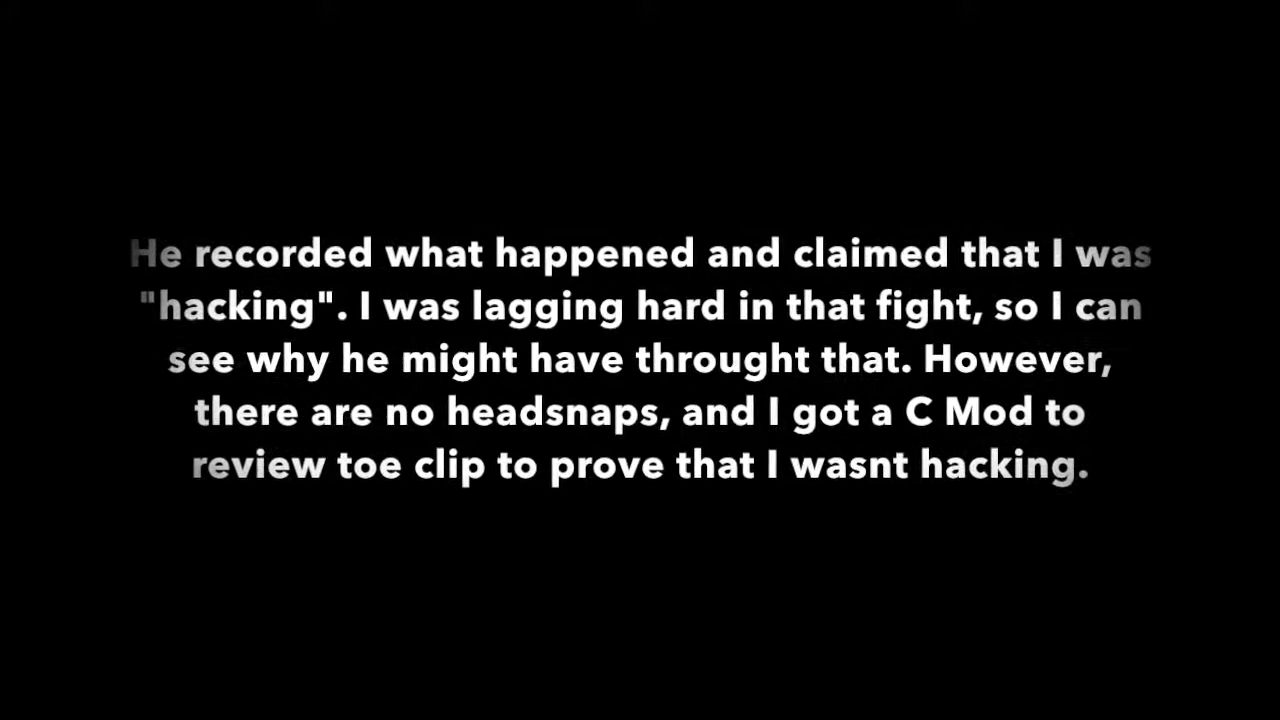 He recorded what happened and claimed that I was
"hacking". I was lagging hard in that fight, so I can
see why he might have throught that. However,
there are no headsnaps, and I got a C Mod to
review toe clip to prove that I wasnt hacking.